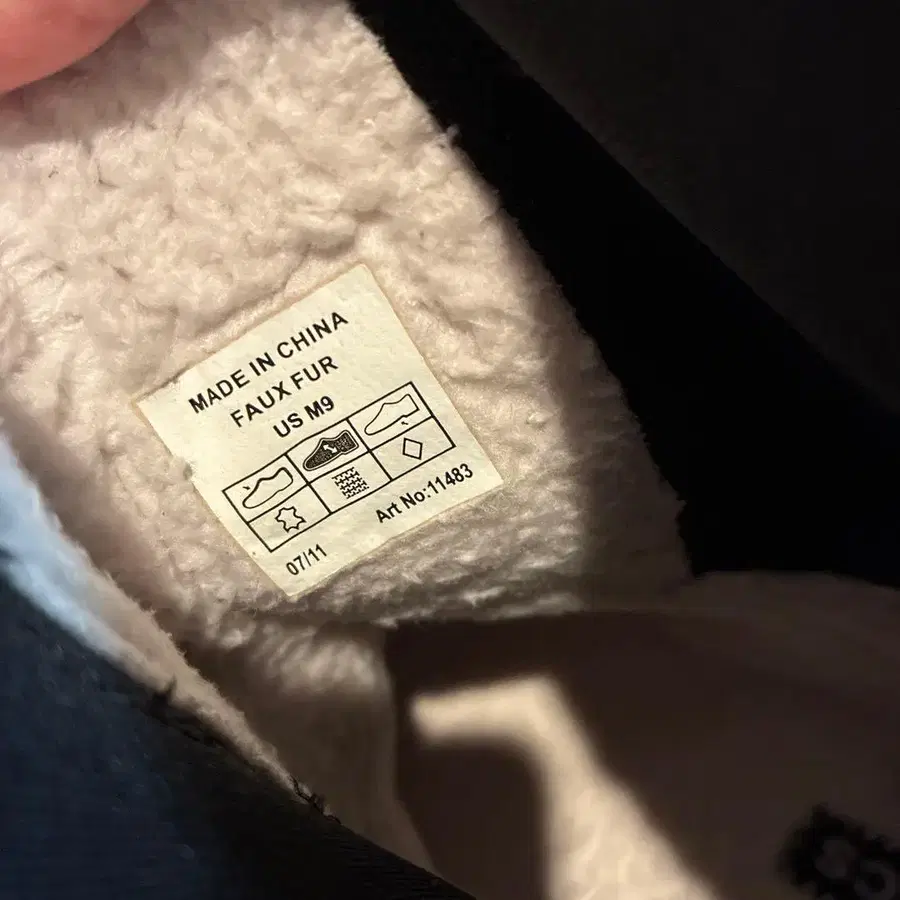 MADE IN CHINA
FAUX FUR
US M9
07/11
Art No:11483